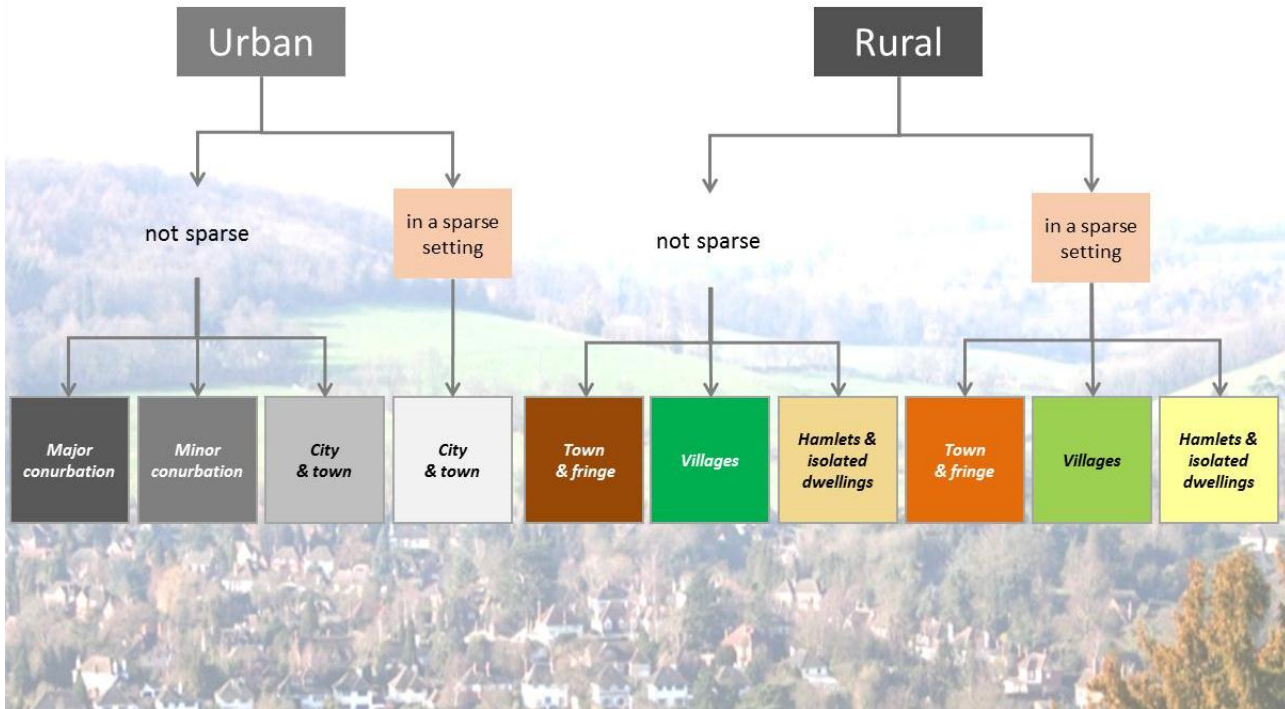 Urban
Rural
not sparse
in a sparse
setting
not sparse
in a sparse
setting
Major
conurbation
Minor
conurbation
City
& town
City
& town
Town
& fringe
Villages
Hamlets &
isolated
dwellings
Town
& fringe
Villages
Hamlets &
isolated
dwellings